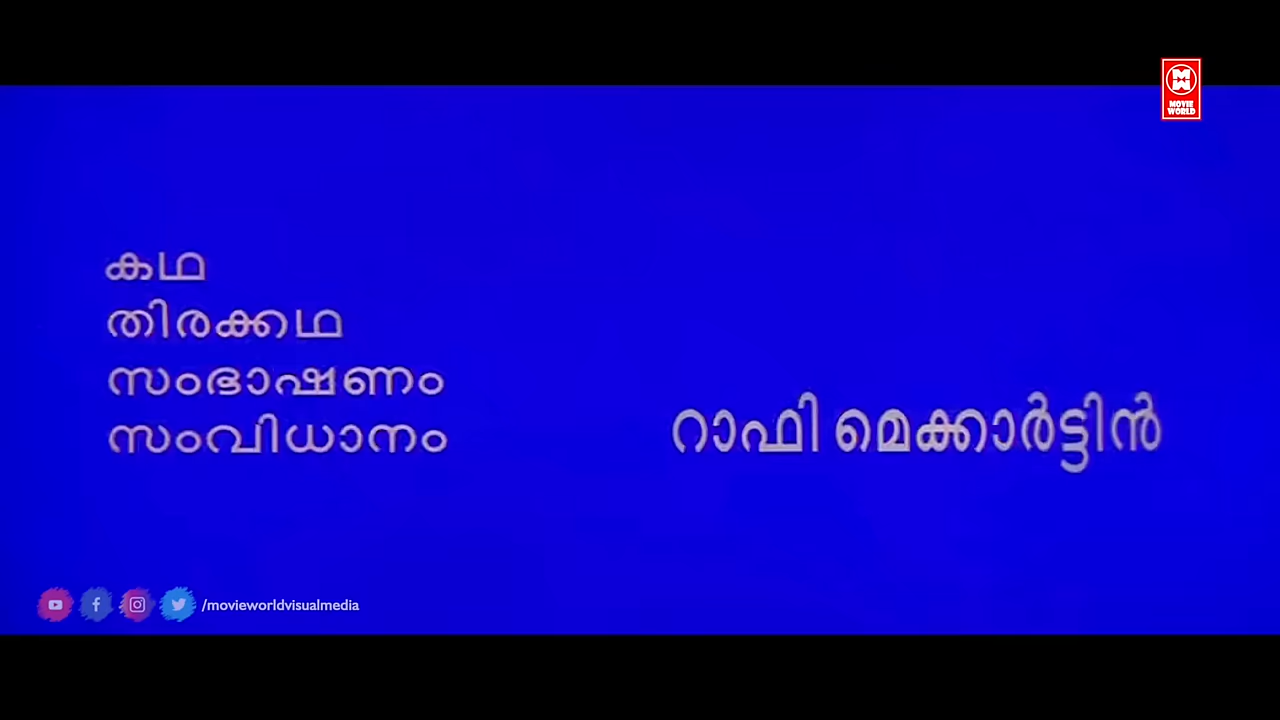 MOVIE
WORLD
കഥ
തിരക്കഥ
സംഭാഷണം
സംവിധാനം
റാഫി മെക്കാർട്ടിൻ
/movieworldvisualmedia